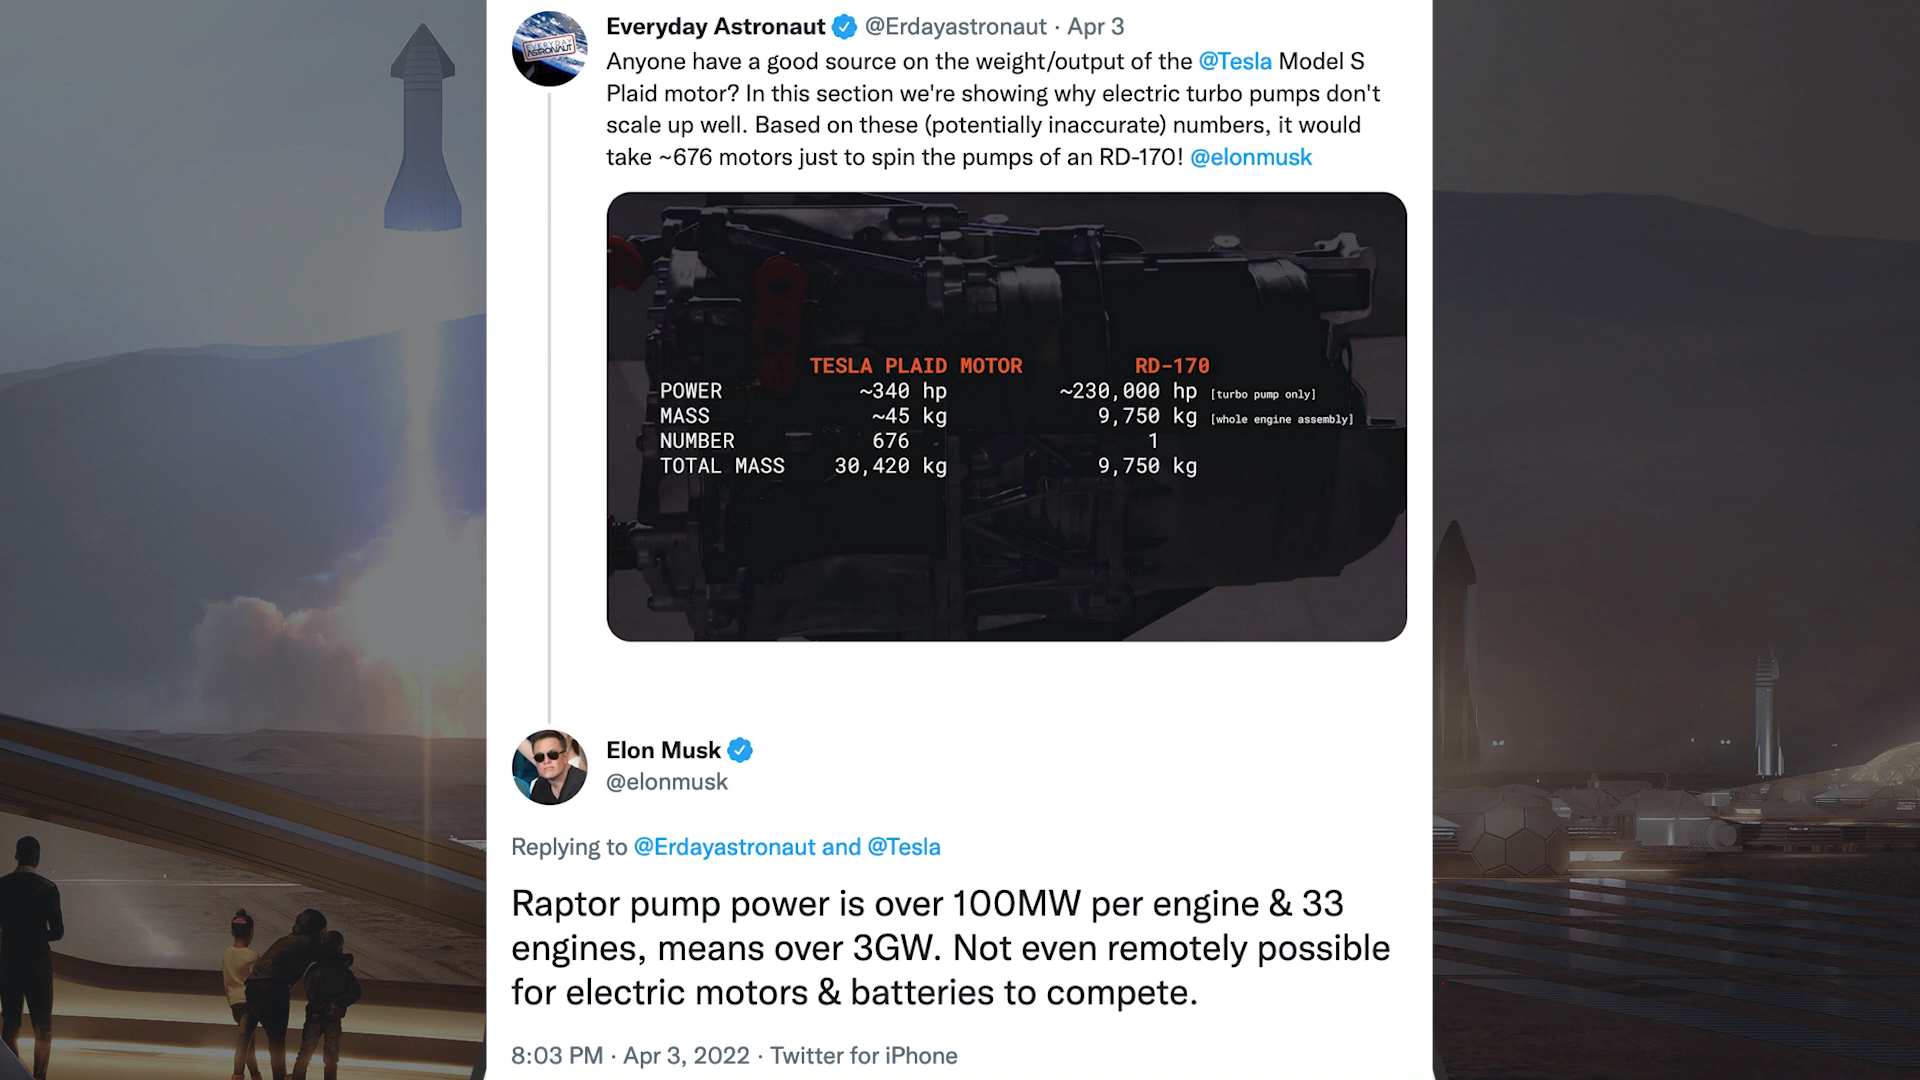 Everyday Astronaut @Erdayastronaut · Apr 3
Anyone have a good source on the weight/output of the @Tesla Model S
Plaid motor? In this section we're showing why electric turbo pumps don't
scale up well. Based on these (potentially inaccurate) numbers, it would
take ~676 motors just to spin the pumps of an RD-170! @elonmusk
EVERYDAY
ASTRONAUT
TESLA PLAID MOTOR RD-170
POWER ~340 hp ~230,000 hp [turbo pump only]
MASS ~45 kg 9,750 kg [whole engine assembly]
NUMBER 676 1
TOTAL MASS 30,420 kg 9,750 kg
Elon Musk
@elonmusk
Replying to @Erdayastronaut and @Tesla
Raptor pump power is over 100MW per engine & 33
engines, means over 3GW. Not even remotely possible
for electric motors & batteries to compete.
8:03 PM · Apr 3, 2022 · Twitter for iPhone